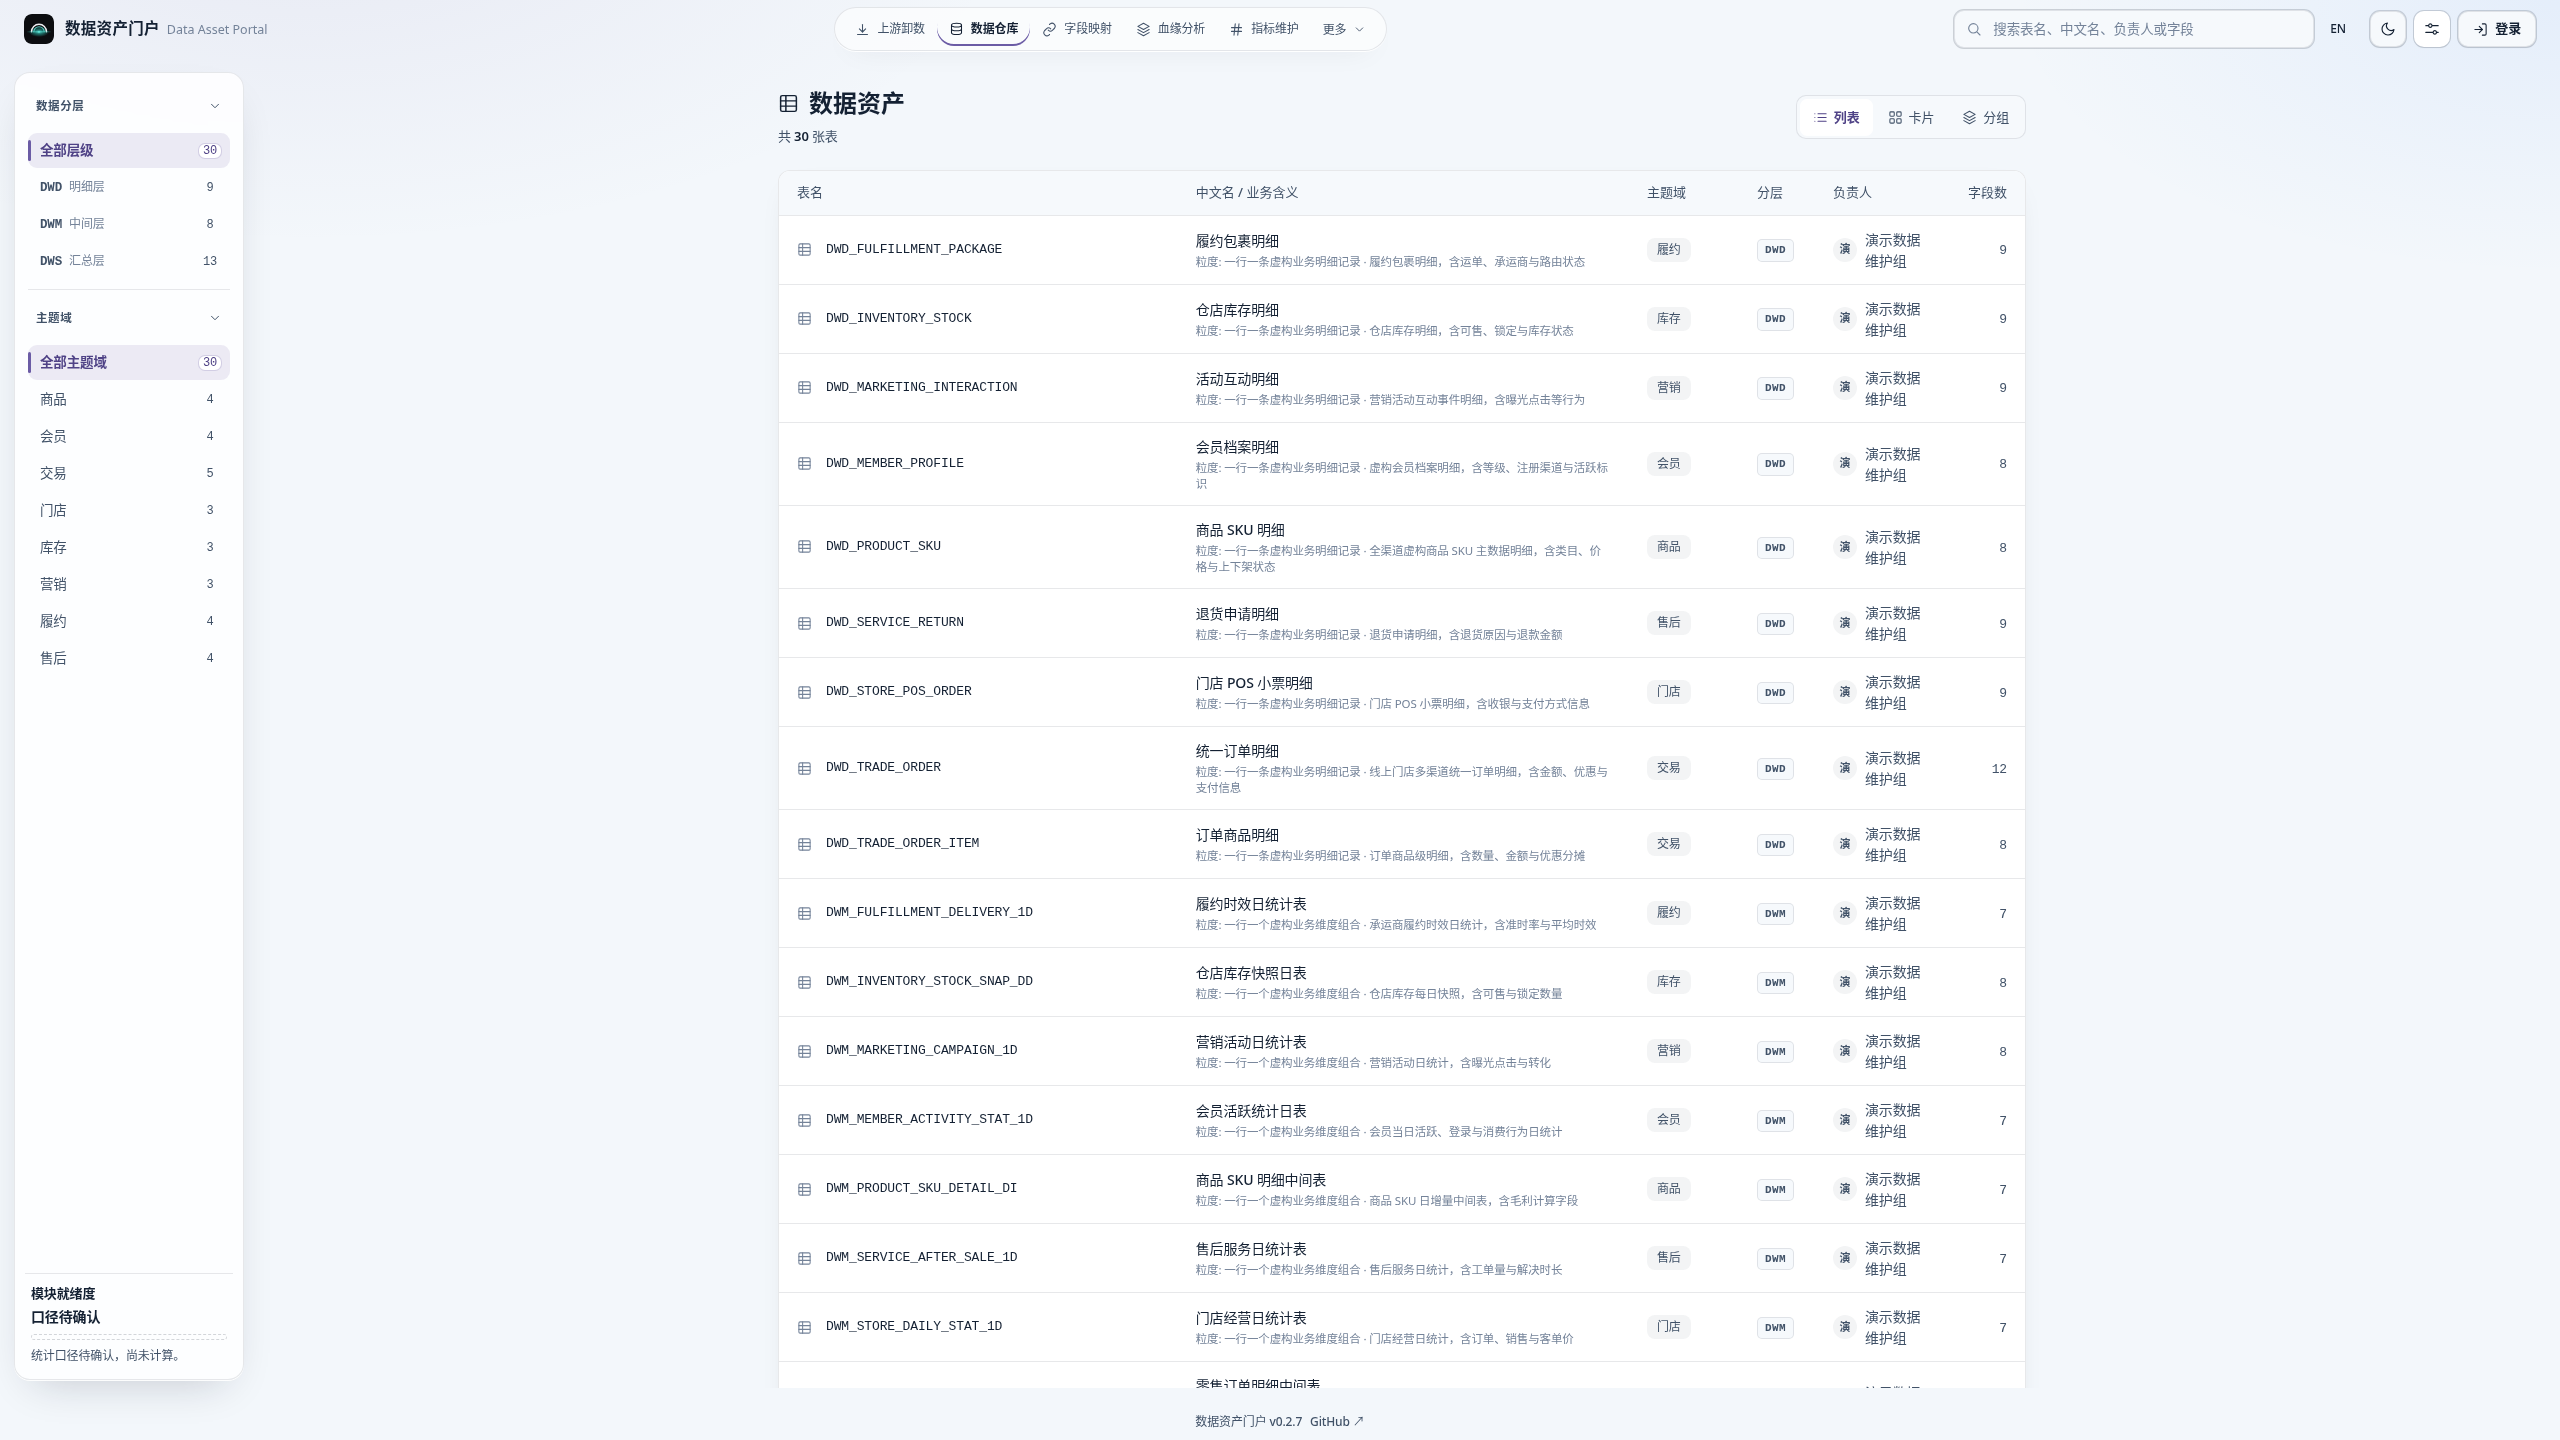 数据资产门户 Data Asset Portal
上游卸数 数据仓库 字段映射 血缘分析 指标维护 更多
搜索表名、中文名、负责人或字段
EN
登录
数据分层
全部层级 30
DWD 明细层 9
DWM 中间层 8
DWS 汇总层 13
主题域
全部主题域 30
商品 4
会员 4
交易 5
门店 3
库存 3
营销 3
履约 4
售后 4
模块就绪度
口径待确认
统计口径待确认，尚未计算。
数据资产
共 30 张表
列表 卡片 分组
表名 中文名 / 业务含义 主题域 分层 负责人 字段数
DWD_FULFILLMENT_PACKAGE 履约包裹明细 履约 DWD 演 演示数据 9
粒度: 一行一条虚构业务明细记录 · 履约包裹明细，含运单、承运商与路由状态 维护组
DWD_INVENTORY_STOCK 仓店库存明细 库存 DWD 演 演示数据 9
粒度: 一行一条虚构业务明细记录 · 仓店库存明细，含可售、锁定与库存状态 维护组
DWD_MARKETING_INTERACTION 活动互动明细 营销 DWD 演 演示数据 9
粒度: 一行一条虚构业务明细记录 · 营销活动互动事件明细，含曝光点击等行为 维护组
DWD_MEMBER_PROFILE 会员档案明细 会员 DWD 演 演示数据 8
粒度: 一行一条虚构业务明细记录 · 虚构会员档案明细，含等级、注册渠道与活跃标 维护组
识
DWD_PRODUCT_SKU 商品 SKU 明细 商品 DWD 演 演示数据 8
粒度: 一行一条虚构业务明细记录 · 全渠道虚构商品 SKU 主数据明细，含类目、价 维护组
格与上下架状态
DWD_SERVICE_RETURN 退货申请明细 售后 DWD 演 演示数据 9
粒度: 一行一条虚构业务明细记录 · 退货申请明细，含退货原因与退款金额 维护组
DWD_STORE_POS_ORDER 门店 POS 小票明细 门店 DWD 演 演示数据 9
粒度: 一行一条虚构业务明细记录 · 门店 POS 小票明细，含收银与支付方式信息 维护组
DWD_TRADE_ORDER 统一订单明细 交易 DWD 演 演示数据 12
粒度: 一行一条虚构业务明细记录 · 线上门店多渠道统一订单明细，含金额、优惠与 维护组
支付信息
DWD_TRADE_ORDER_ITEM 订单商品明细 交易 DWD 演 演示数据 8
粒度: 一行一条虚构业务明细记录 · 订单商品级明细，含数量、金额与优惠分摊 维护组
DWM_FULFILLMENT_DELIVERY_1D 履约时效日统计表 履约 DWM 演 演示数据 7
粒度: 一行一个虚构业务维度组合 · 承运商履约时效日统计，含准时率与平均时效 维护组
DWM_INVENTORY_STOCK_SNAP_DD 仓店库存快照日表 库存 DWM 演 演示数据 8
粒度: 一行一个虚构业务维度组合 · 仓店库存每日快照，含可售与锁定数量 维护组
DWM_MARKETING_CAMPAIGN_1D 营销活动日统计表 营销 DWM 演 演示数据 8
粒度: 一行一个虚构业务维度组合 · 营销活动日统计，含曝光点击与转化 维护组
DWM_MEMBER_ACTIVITY_STAT_1D 会员活跃统计日表 会员 DWM 演 演示数据 7
粒度: 一行一个虚构业务维度组合 · 会员当日活跃、登录与消费行为日统计 维护组
DWM_PRODUCT_SKU_DETAIL_DI 商品 SKU 明细中间表 商品 DWM 演 演示数据 7
粒度: 一行一个虚构业务维度组合 · 商品 SKU 日增量中间表，含毛利计算字段 维护组
DWM_SERVICE_AFTER_SALE_1D 售后服务日统计表 售后 DWM 演 演示数据 7
粒度: 一行一个虚构业务维度组合 · 售后服务日统计，含工单量与解决时长 维护组
DWM_STORE_DAILY_STAT_1D 门店经营日统计表 门店 DWM 演 演示数据 7
粒度: 一行一个虚构业务维度组合 · 门店经营日统计，含订单、销售与客单价 维护组
零售订单明细中间表
数据资产门户 v0.2.7 GitHub ↗